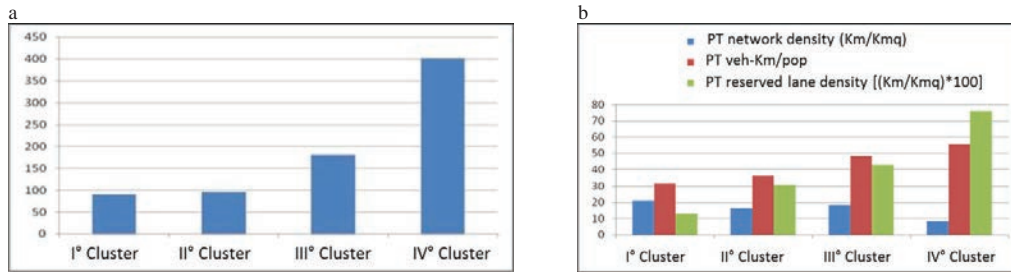 a
450
400
350
300
250
200
150
100
50
0
I° Cluster II° Cluster III° Cluster IV° Cluster
b
PT network density (Km/Kmq)
PT veh-Km/pop
PT reserved lane density [(Km/Kmq)*100]
80
70
60
50
40
30
20
10
0
I° Cluster II° Cluster III° Cluster IV° Cluster